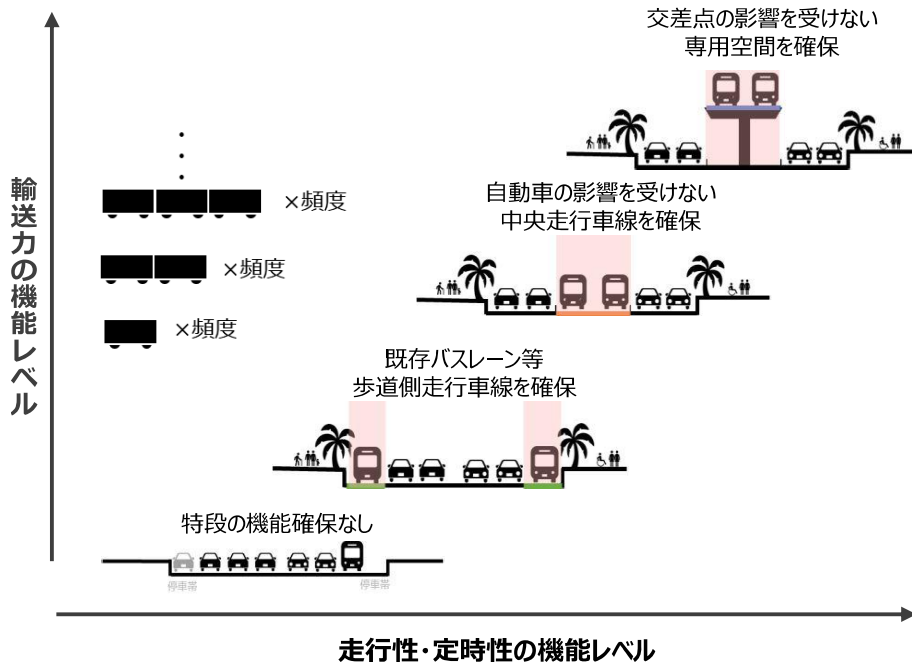 交差点の影響を受けない
専用空間を確保
自動車の影響を受けない
中央走行車線を確保
×頻度
×頻度
×頻度
既存バスレーン等
歩道側走行車線を確保
特段の機能確保なし
停車帯
停車帯
輸送力の機能レベル
走行性・定時性の機能レベル